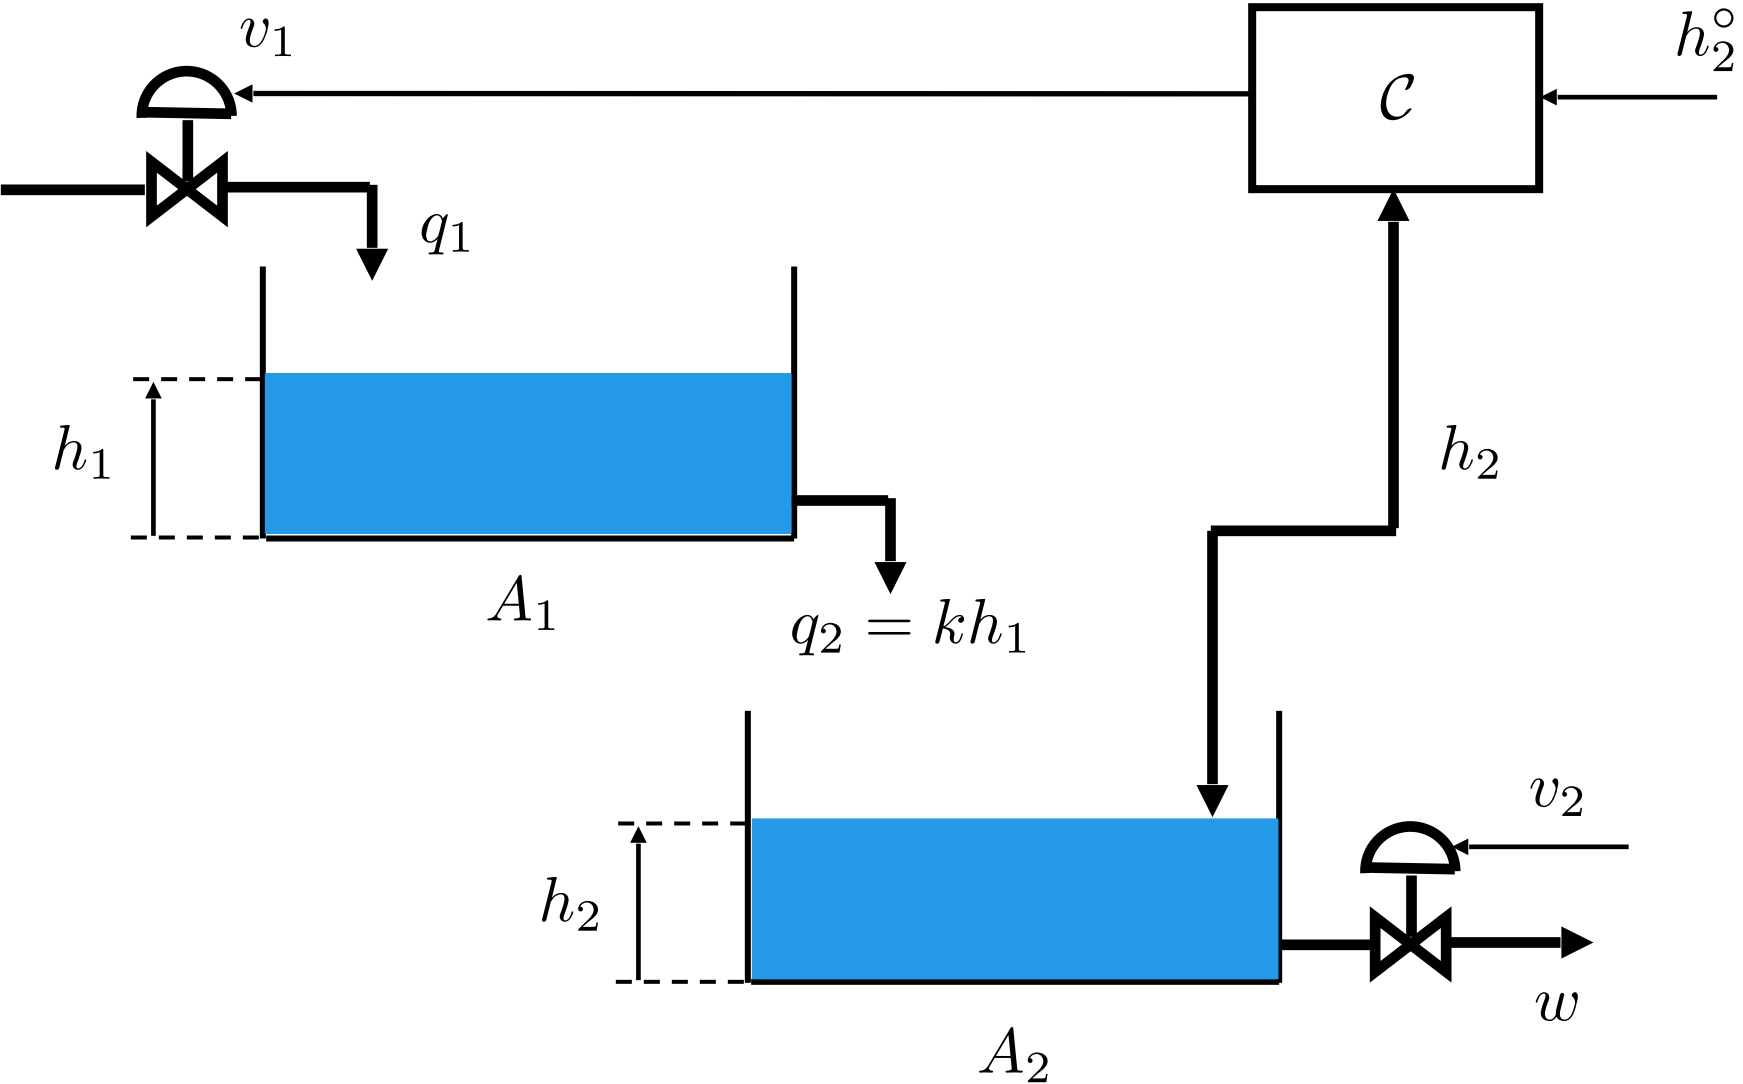 v₁
h₂°
𝒞
q₁
h₁
h₂
A₁
q₂ = kh₁
v₂
h₂
w
A₂